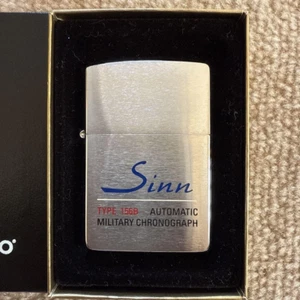 Sinn
TYPE 156B AUTOMATIC
MILITARY CHRONOGRAPH